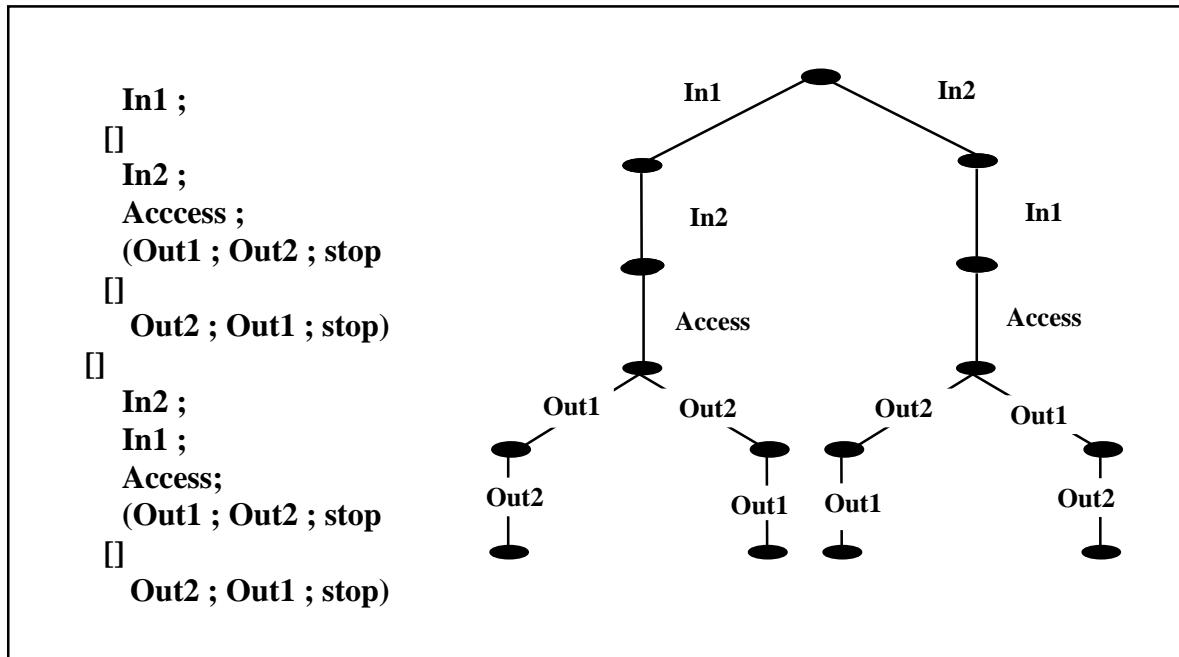 In1 ;
[]
In2 ;
Acccess ;
(Out1 ; Out2 ; stop
[]
Out2 ; Out1 ; stop)
[]
In2 ;
In1 ;
Access;
(Out1 ; Out2 ; stop
[]
Out2 ; Out1 ; stop)
In1
In2
In2
In1
Access
Access
Out1
Out2
Out2
Out1
Out2
Out1
Out1
Out2